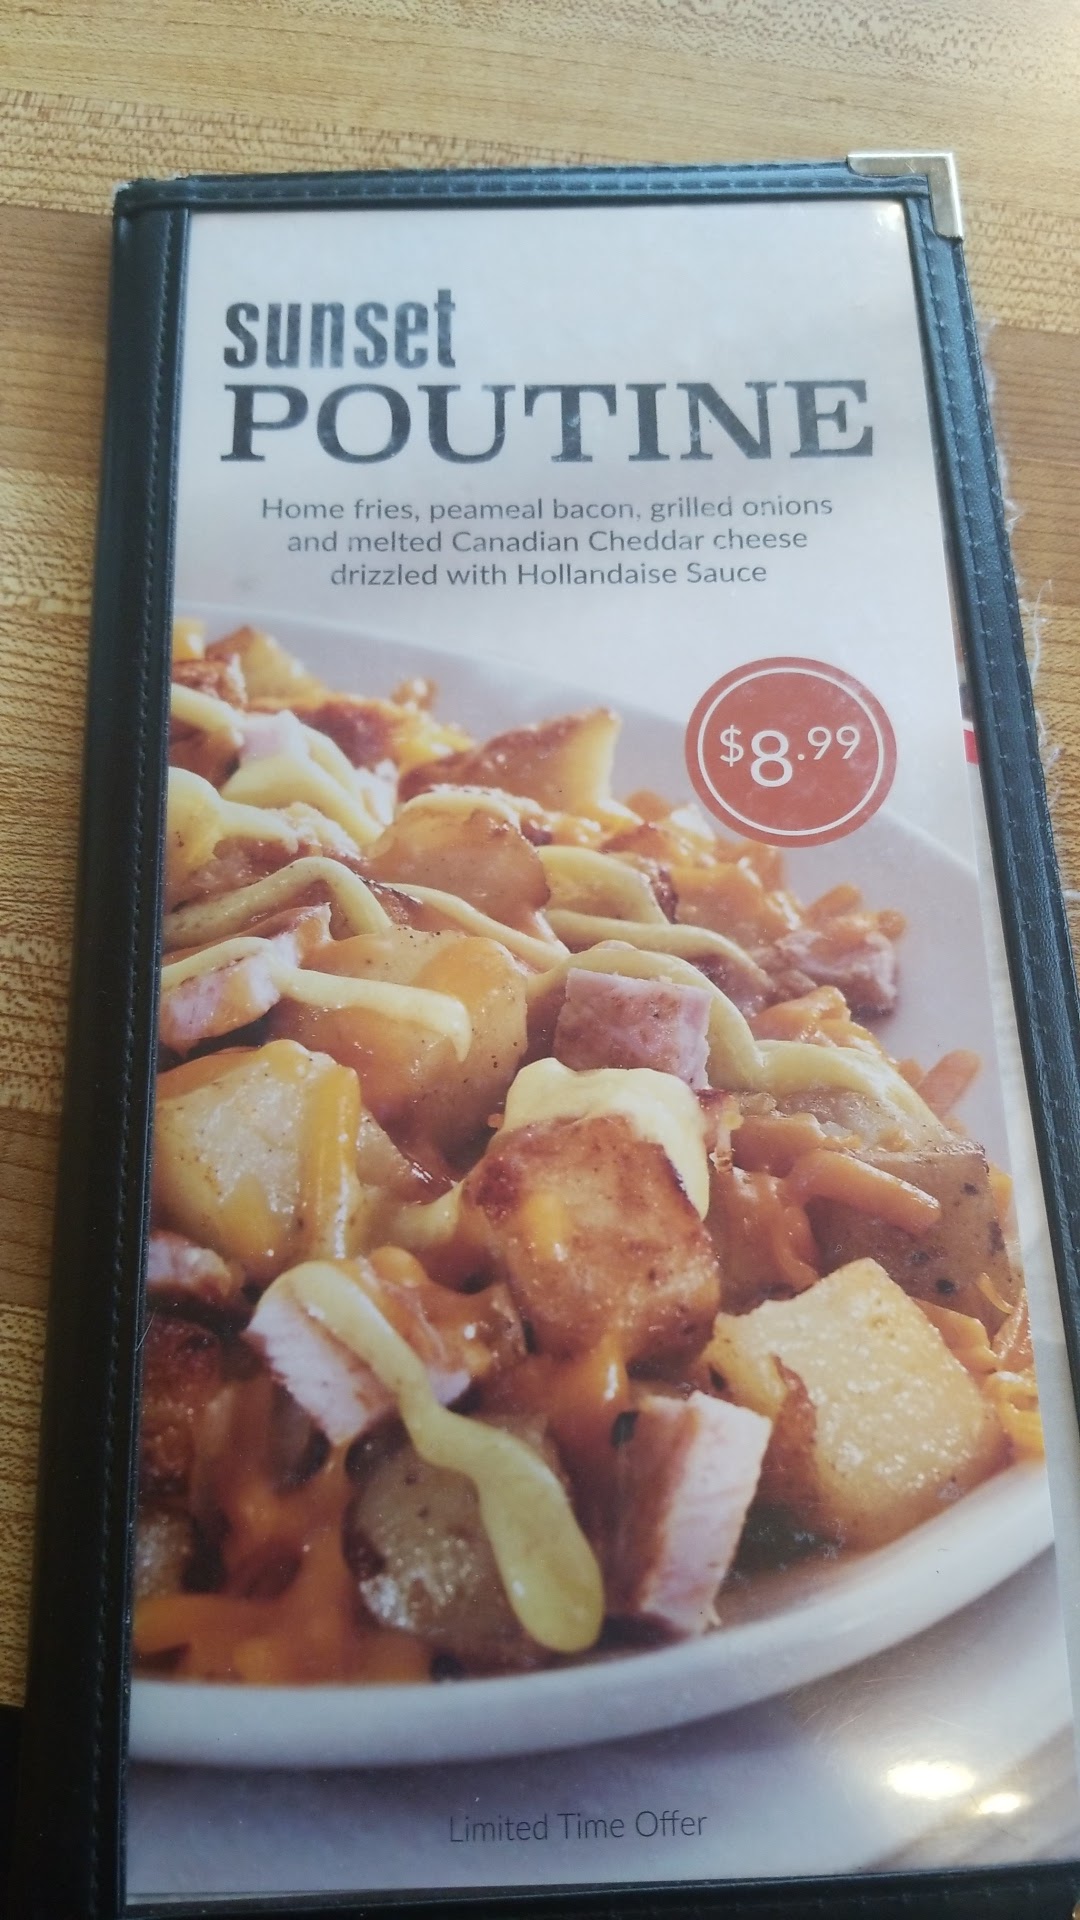 sunset
POUTINE
Home fries, peameal bacon, grilled onions
and melted Canadian Cheddar cheese
drizzled with Hollandaise Sauce
$8.99
Limited Time Offer